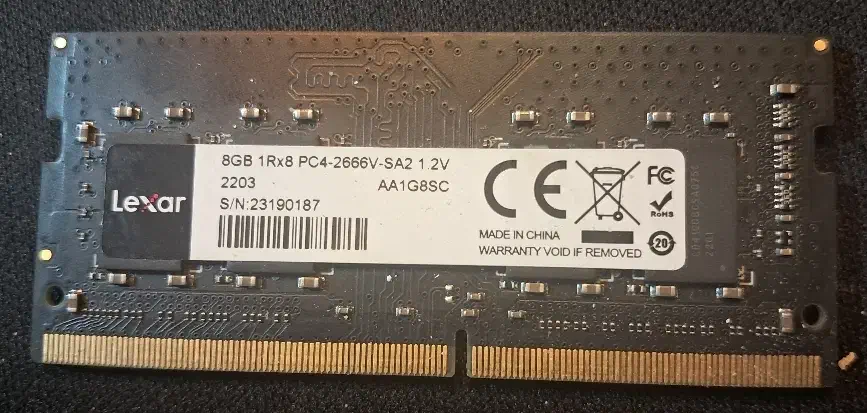 Lexar
8GB 1Rx8 PC4-2666V-SA2 1.2V
2203 AA1G8SC
S/N:23190187
CE
FC
RoHS
20
MADE IN CHINA
WARRANTY VOID IF REMOVED
2201